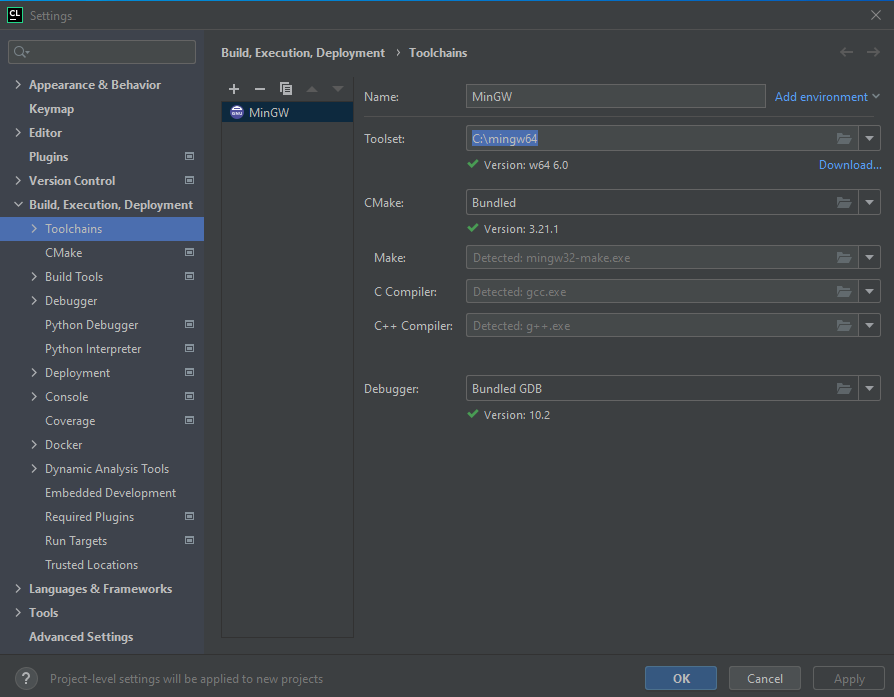 CL Settings
Build, Execution, Deployment › Toolchains
Appearance & Behavior
Keymap
Editor
Plugins
Version Control
Build, Execution, Deployment
Toolchains
CMake
Build Tools
Debugger
Python Debugger
Python Interpreter
Deployment
Console
Coverage
Docker
Dynamic Analysis Tools
Embedded Development
Required Plugins
Run Targets
Trusted Locations
Languages & Frameworks
Tools
Advanced Settings
GNU MinGW
Name: MinGW Add environment
Toolset: C:\mingw64
Version: w64 6.0 Download...
CMake: Bundled
Version: 3.21.1
Make: Detected: mingw32-make.exe
C Compiler: Detected: gcc.exe
C++ Compiler: Detected: g++.exe
Debugger: Bundled GDB
Version: 10.2
? Project-level settings will be applied to new projects
OK Cancel Apply